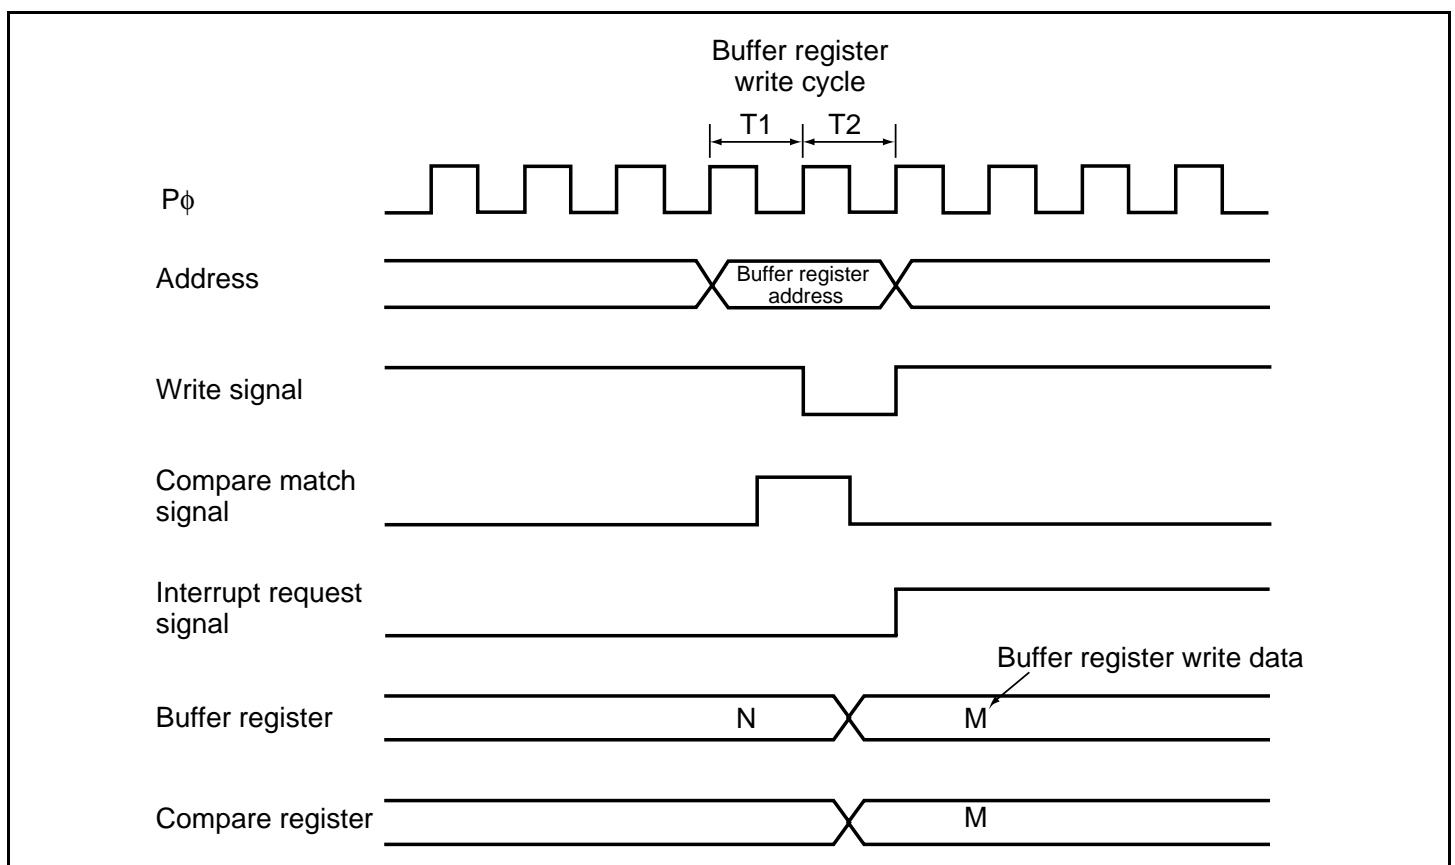 Buffer register
write cycle
T1 T2
Pϕ
Address
Buffer register
address
Write signal
Compare match
signal
Interrupt request
signal
Buffer register write data
Buffer register N M
Compare register M